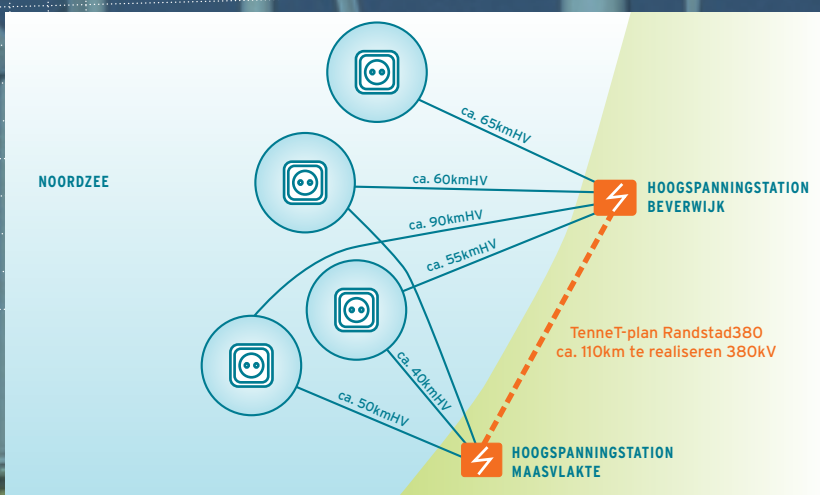 ca. 65kmHV
NOORDZEE
ca. 60kmHV
HOOGSPANNINGSTATION
BEVERWIJK
ca. 90kmHV
ca. 55kmHV
TenneT-plan Randstad380
ca. 110km te realiseren 380kV
ca. 40kmHV
ca. 50kmHV
HOOGSPANNINGSTATION
MAASVLAKTE